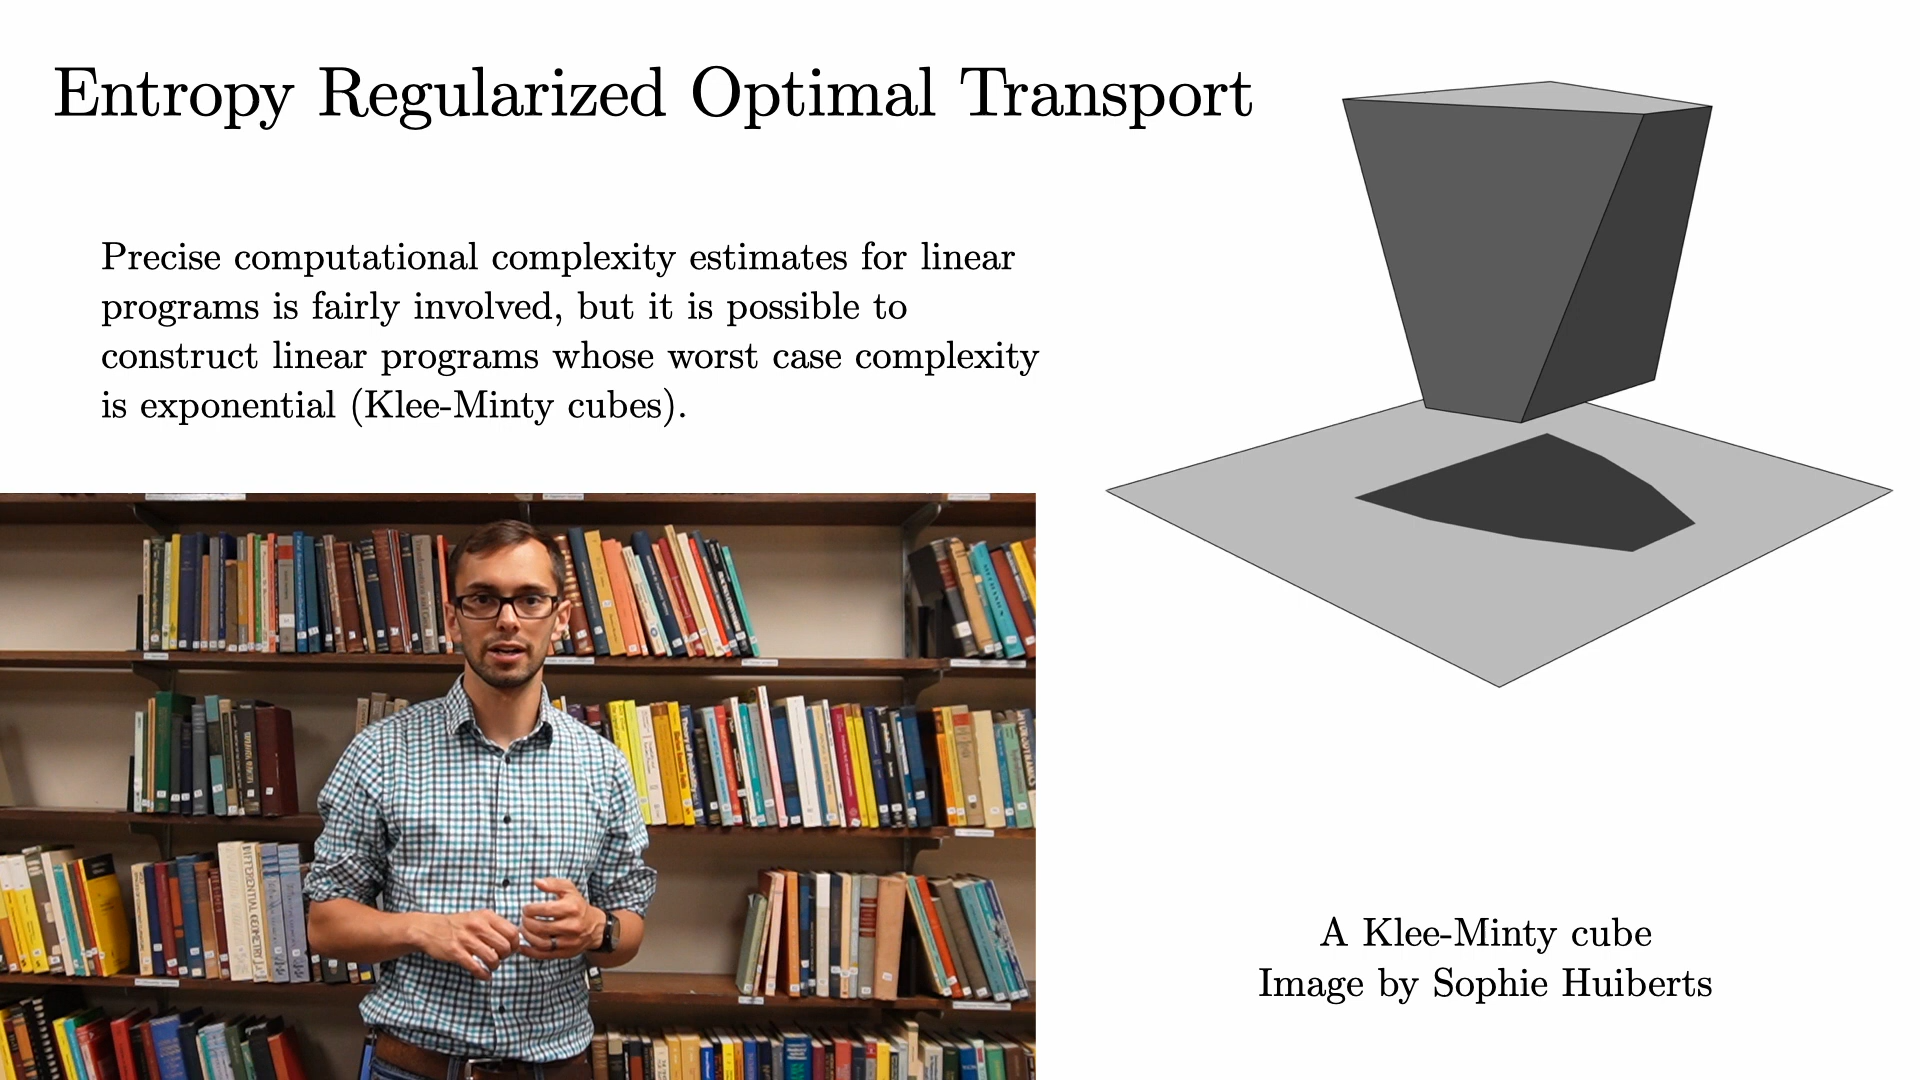 Entropy Regularized Optimal Transport
Precise computational complexity estimates for linear
programs is fairly involved, but it is possible to
construct linear programs whose worst case complexity
is exponential (Klee-Minty cubes).
A Klee-Minty cube
Image by Sophie Huiberts